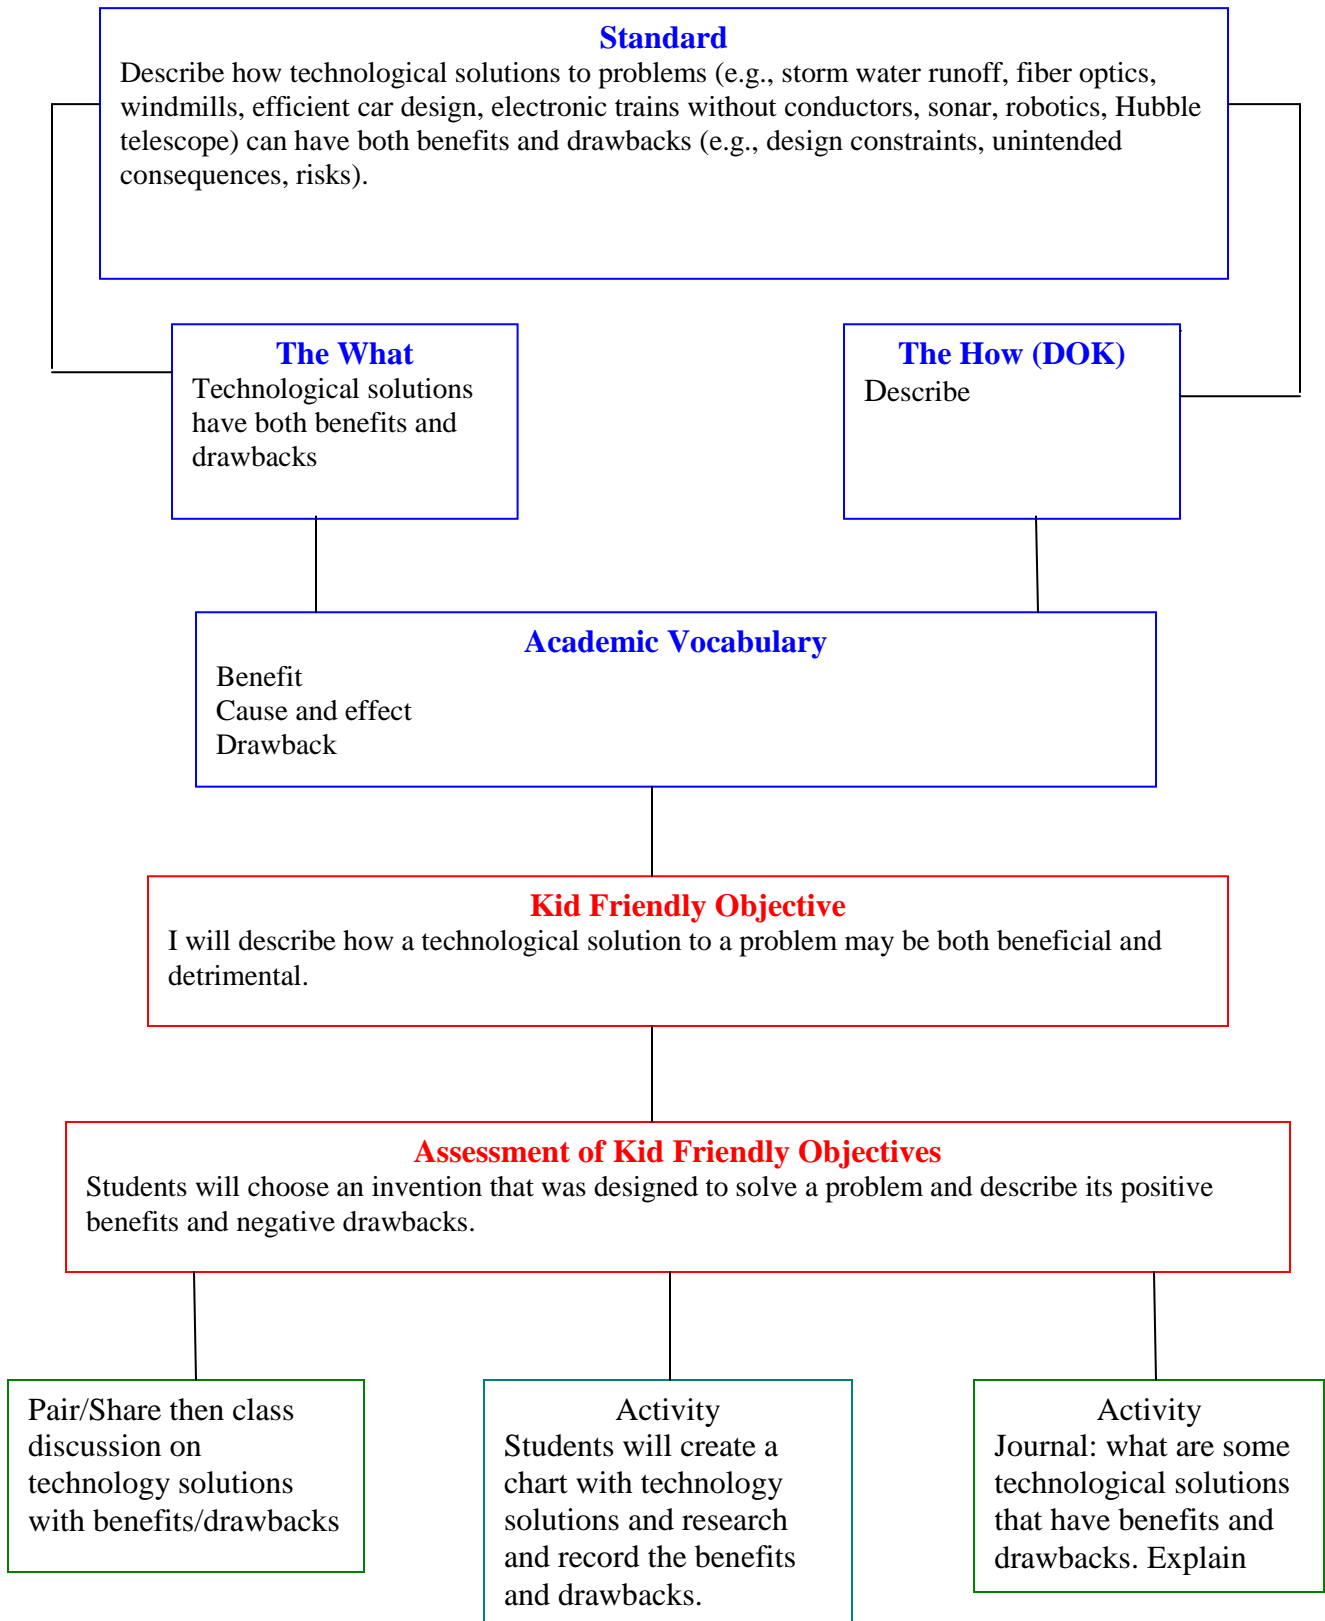 Standard
Describe how technological solutions to problems (e.g., storm water runoff, fiber optics,
windmills, efficient car design, electronic trains without conductors, sonar, robotics, Hubble
telescope) can have both benefits and drawbacks (e.g., design constraints, unintended
consequences, risks).
The What
Technological solutions
have both benefits and
drawbacks
The How (DOK)
Describe
Academic Vocabulary
Benefit
Cause and effect
Drawback
Kid Friendly Objective
I will describe how a technological solution to a problem may be both beneficial and
detrimental.
Assessment of Kid Friendly Objectives
Students will choose an invention that was designed to solve a problem and describe its positive
benefits and negative drawbacks.
Pair/Share then class
discussion on
technology solutions
with benefits/drawbacks
Activity
Students will create a
chart with technology
solutions and research
and record the benefits
and drawbacks.
Activity
Journal: what are some
technological solutions
that have benefits and
drawbacks. Explain